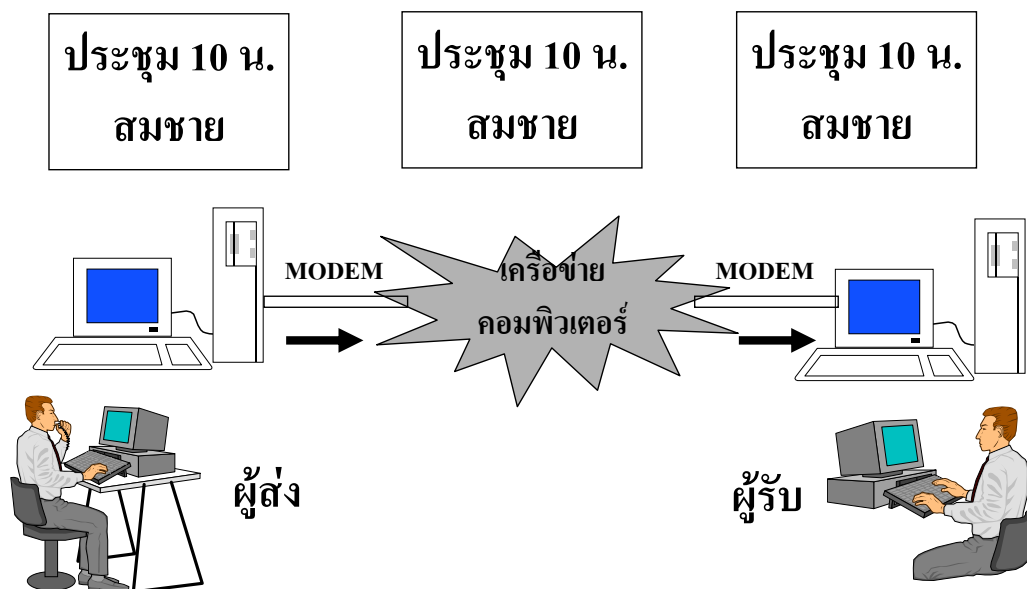 ประชุม 10 น.
สมชาย
ประชุม 10 น.
สมชาย
ประชุม 10 น.
สมชาย
MODEM
เครือข่าย
คอมพิวเตอร์
MODEM
ผู้ส่ง
ผู้รับ